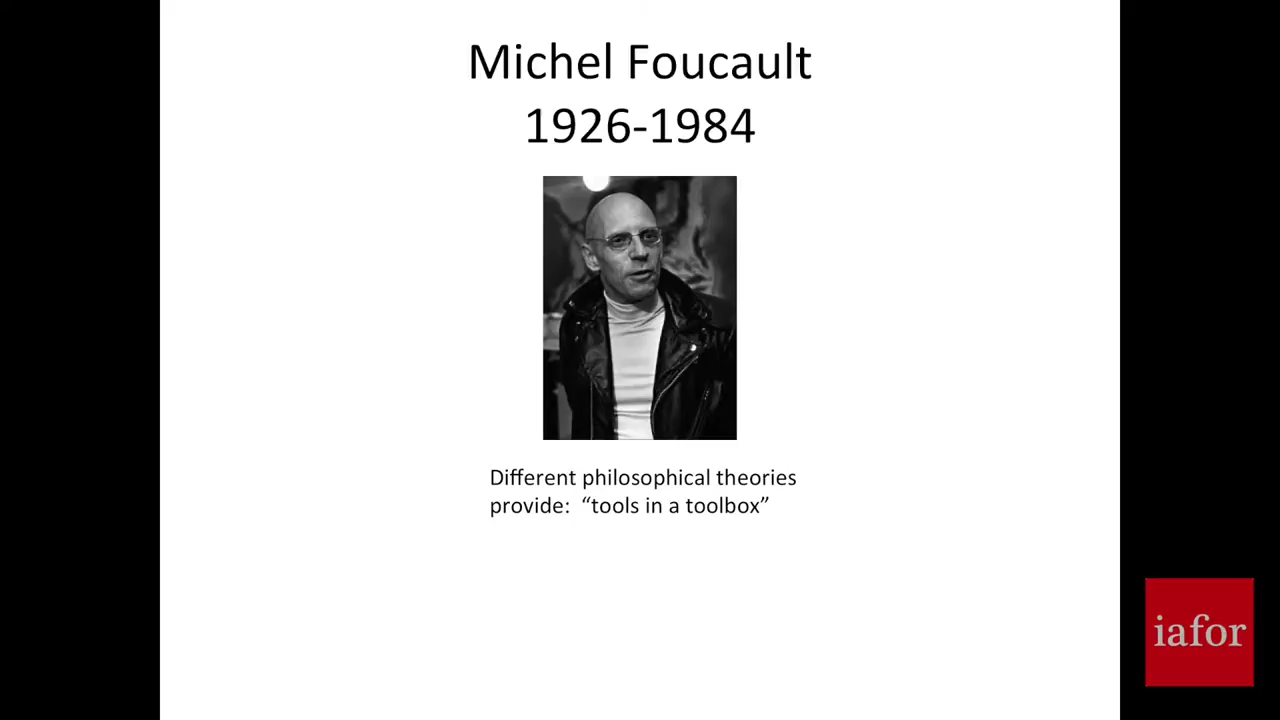 Michel Foucault
1926-1984
Different philosophical theories
provide:  “tools in a toolbox”
iafor